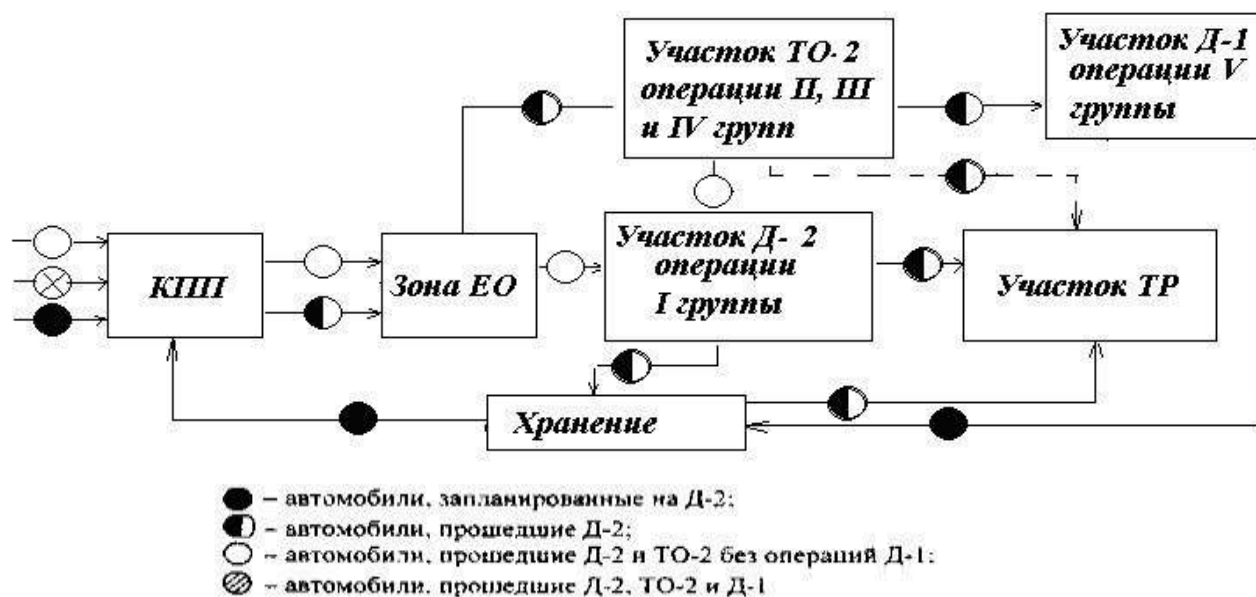 Участок ТО-2
операции II, III
и IV групп
Участок Д-1
операции V
группы
КПП
Зона ЕО
Участок Д- 2
операции
I группы
Участок ТР
Хранение
– автомобили, запланированные на Д-2;
– автомобили, прошедшие Д-2;
– автомобили, прошедшие Д-2 и ТО-2 без операций Д-1;
– автомобили, прошедшие Д-2, ТО-2 и Д-1